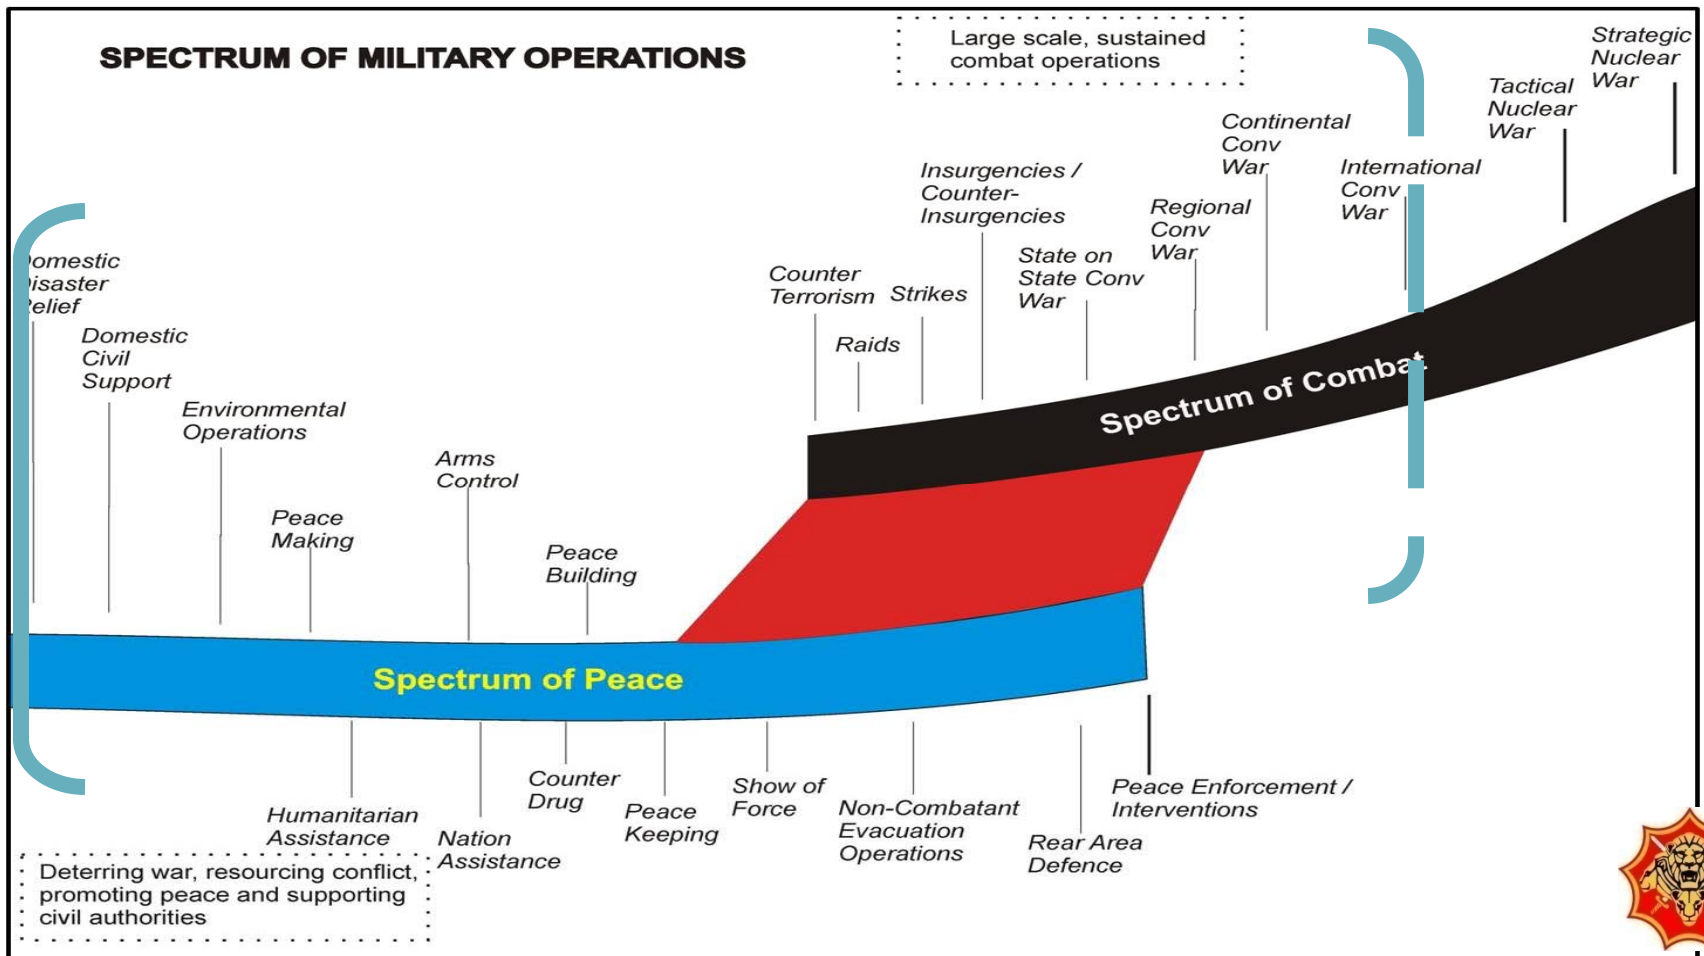 SPECTRUM OF MILITARY OPERATIONS
Large scale, sustained
combat operations
Strategic
Nuclear
War
Tactical
Nuclear
War
Continental
Conv
War
International
Conv
War
Insurgencies /
Counter-
Insurgencies
Regional
Conv
War
State on
State Conv
War
Counter
Terrorism
Strikes
Raids
Domestic
Disaster
Relief
Domestic
Civil
Support
Environmental
Operations
Arms
Control
Peace
Making
Peace
Building
Spectrum of Combat
Spectrum of Peace
Humanitarian
Assistance
Nation
Assistance
Counter
Drug
Peace
Keeping
Show of
Force
Non-Combatant
Evacuation
Operations
Rear Area
Defence
Peace Enforcement /
Interventions
Deterring war, resourcing conflict,
promoting peace and supporting
civil authorities